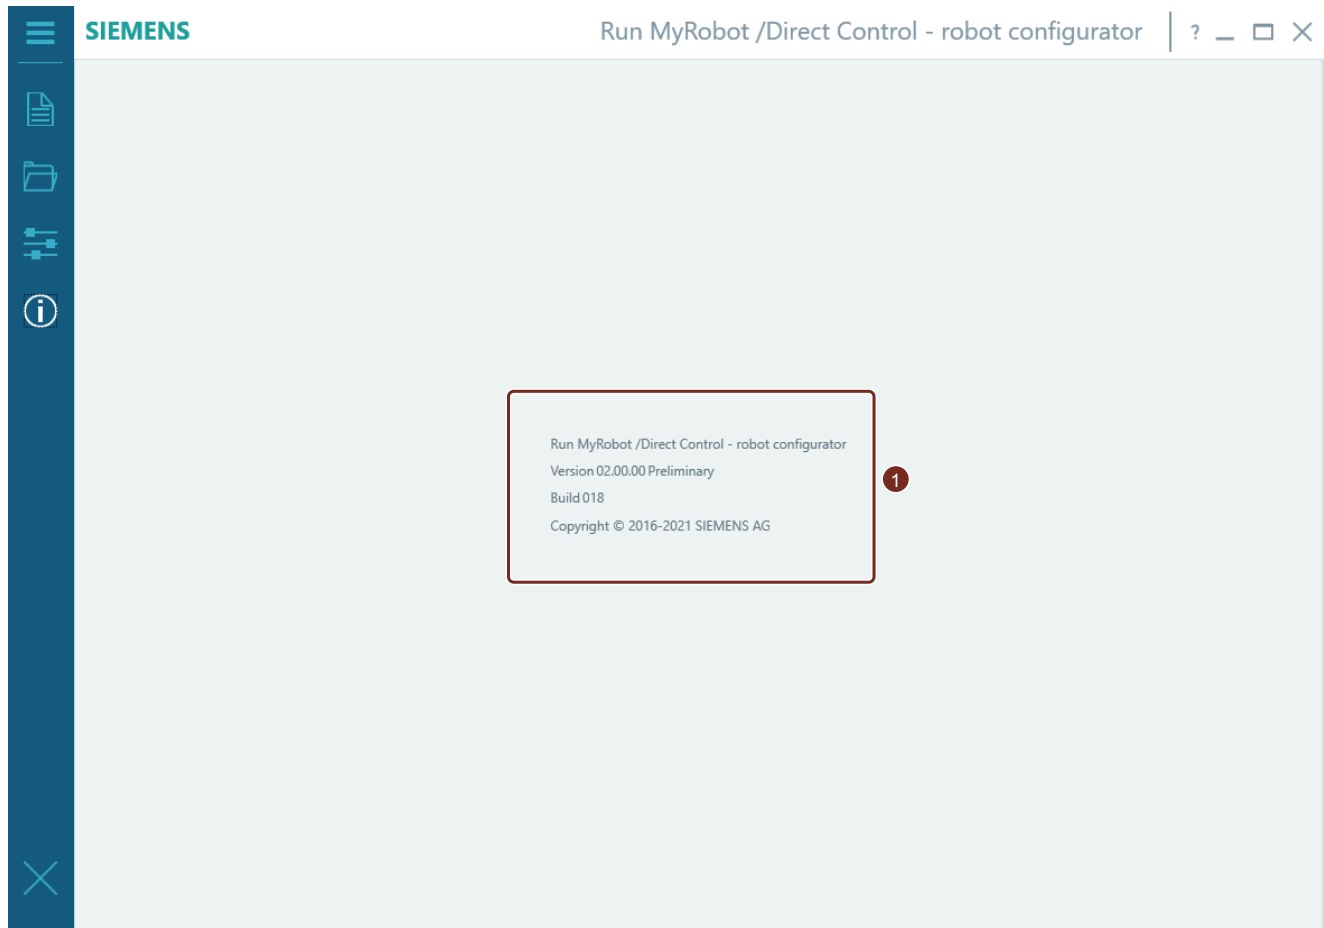 SIEMENS
Run MyRobot /Direct Control - robot configurator
?
Run MyRobot /Direct Control - robot configurator
Version 02.00.00 Preliminary
Build 018
Copyright © 2016-2021 SIEMENS AG
1